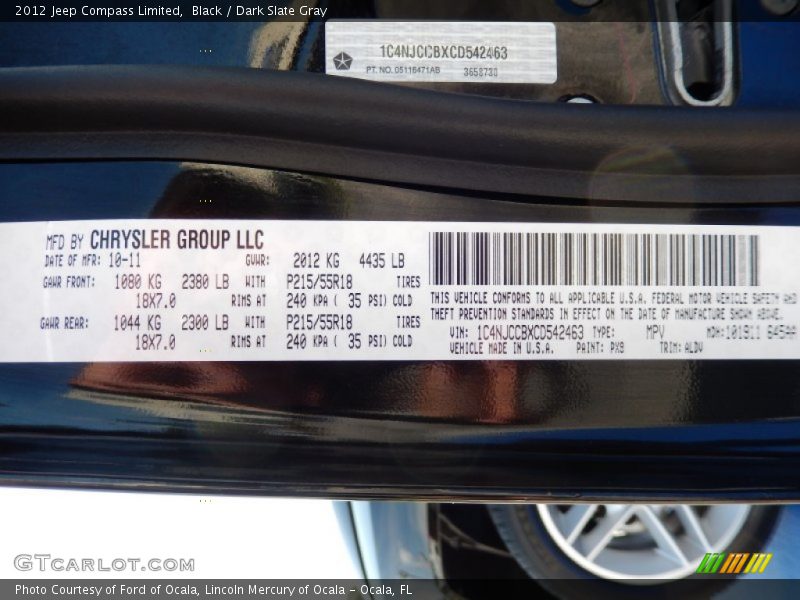 2012 Jeep Compass Limited, Black / Dark Slate Gray
1C4NJCCBXCD542463
PT. NO. 05116471AB 3658730
MFD BY CHRYSLER GROUP LLC
DATE OF MFR: 10-11 GVWR: 2012 KG 4435 LB
GAWR FRONT: 1080 KG 2380 LB WITH P215/55R18 TIRES
18X7.0 RIMS AT 240 KPA ( 35 PSI) COLD
GAWR REAR: 1044 KG 2300 LB WITH P215/55R18 TIRES
18X7.0 RIMS AT 240 KPA ( 35 PSI) COLD
THIS VEHICLE CONFORMS TO ALL APPLICABLE U.S.A. FEDERAL MOTOR VEHICLE SAFETY AND
THEFT PREVENTION STANDARDS IN EFFECT ON THE DATE OF MANUFACTURE SHOWN ABOVE.
VIN: 1C4NJCCBXCD542463 TYPE: MPV MDH: 101911 645AA
VEHICLE MADE IN U.S.A. PAINT: PX8 TRIM: ALDV
GTCARLOT.COM
Photo Courtesy of Ford of Ocala, Lincoln Mercury of Ocala - Ocala, FL